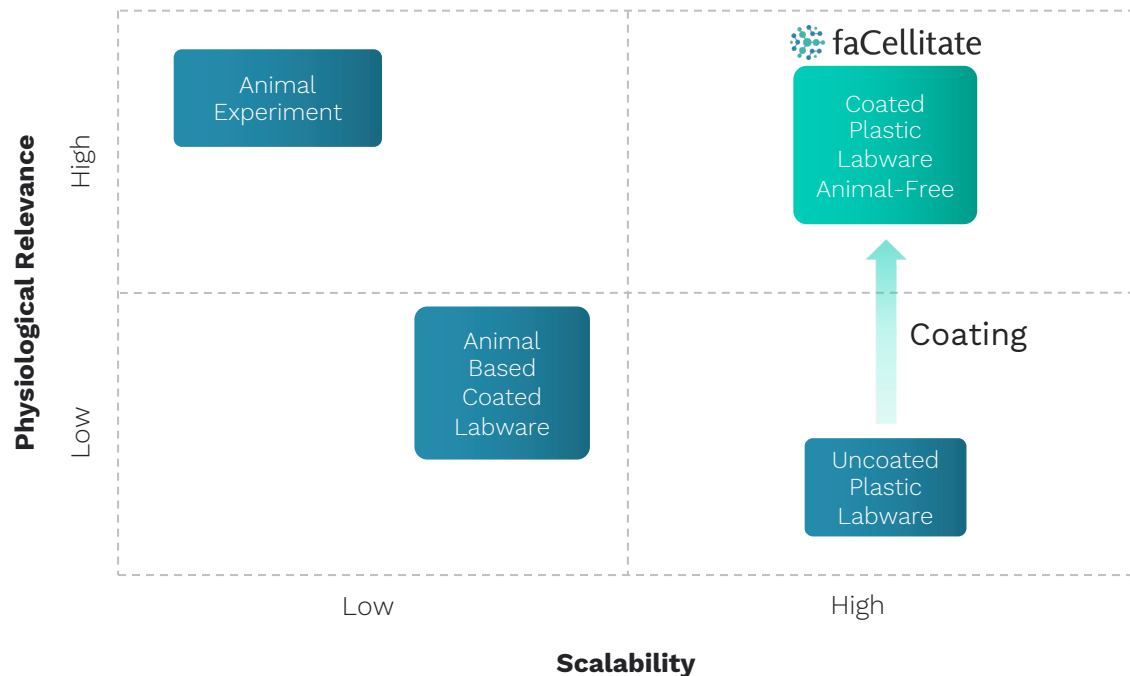 faCellitate
Animal
Experiment
Coated
Plastic
Labware
Animal-Free
Physiological Relevance
High
Low
Animal
Based
Coated
Labware
Coating
Uncoated
Plastic
Labware
Low
High
Scalability